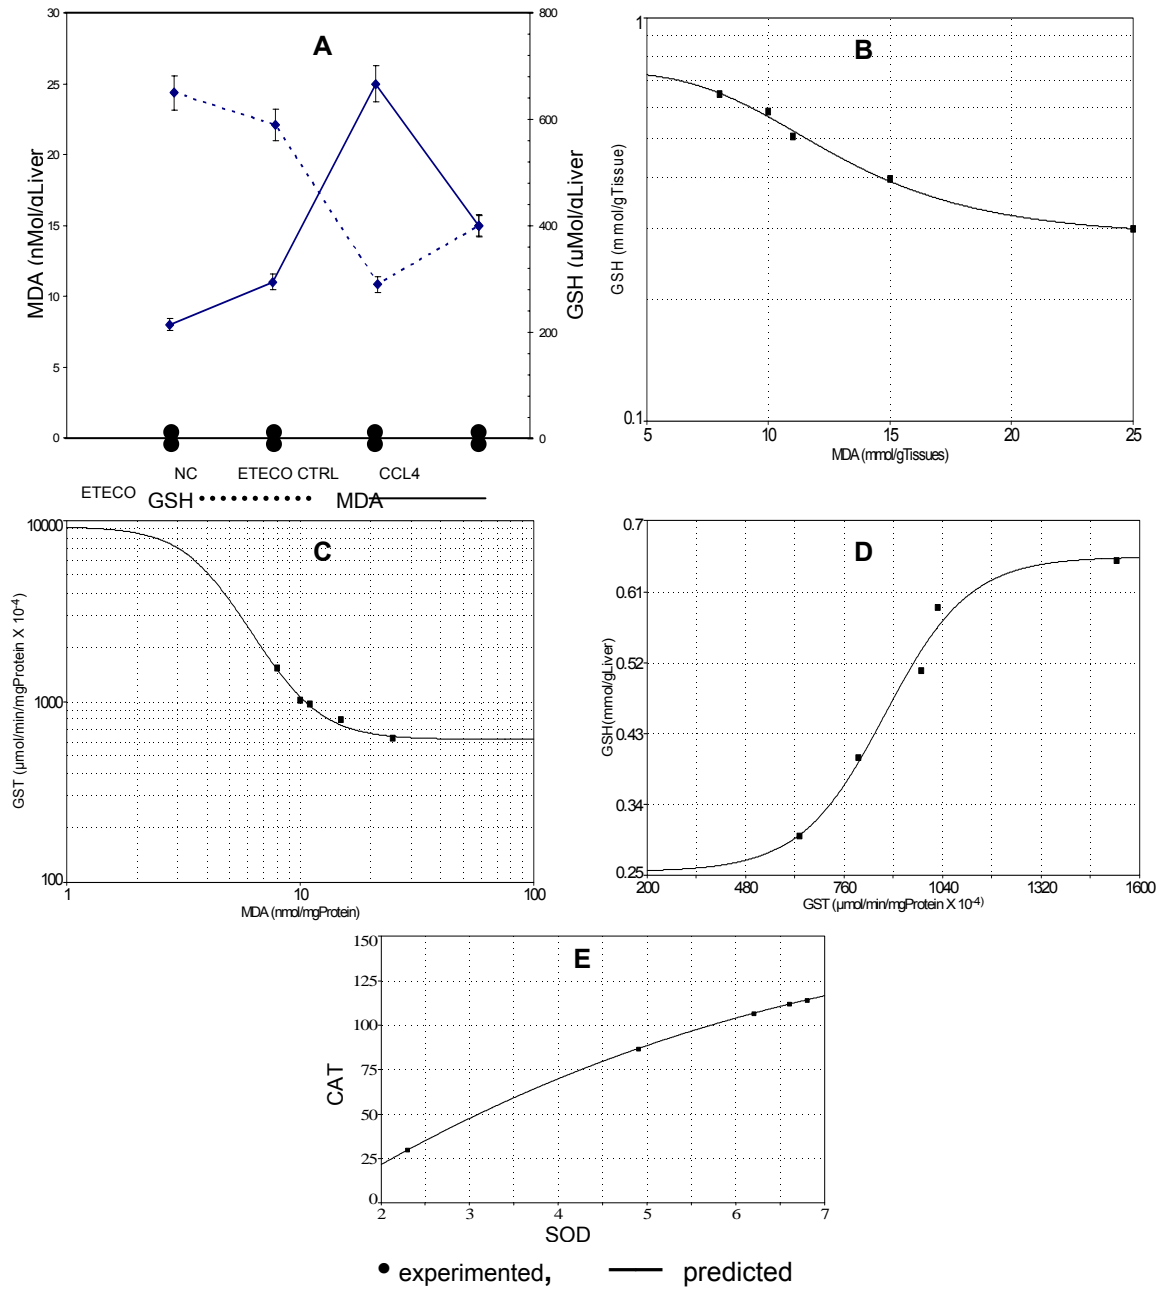 A
30
25
20
15
10
5
0
MDA (nMol/gLiver
800
600
400
200
0
GSH (µMol/gLiver
NC ETECO CTRL CCL4
ETECO
GSH MDA
B
1
0.1
GSH (m mol/gTissue)
5 10 15 20 25
MDA (mmol/gTissues)
C
10000
1000
100
GST (µmol/min/mgProtein X 10-4)
1 10 100
MDA (nmol/mgProtein)
D
0.7
0.61
0.52
0.43
0.34
0.25
GSH(mmol/gLiver)
200 480 760 1040 1320 1600
GST (µmol/min/mgProtein X 10-4)
E
150
125
100
75
50
25
0
CAT
2 3 4 5 6 7
SOD
experimented, predicted